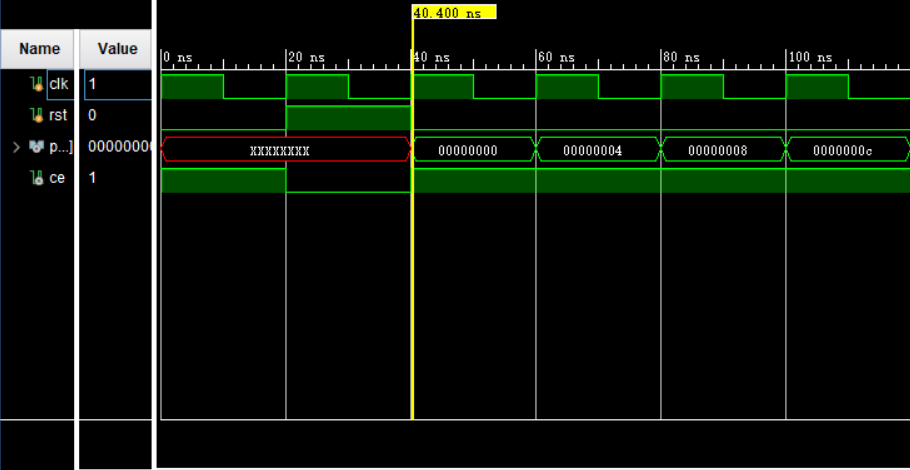 40.400 ns
Name Value
0 ns 20 ns 40 ns 60 ns 80 ns 100 ns
clk 1
rst 0
p...] 00000000 XXXXXXXX 00000000 00000004 00000008 0000000c
ce 1